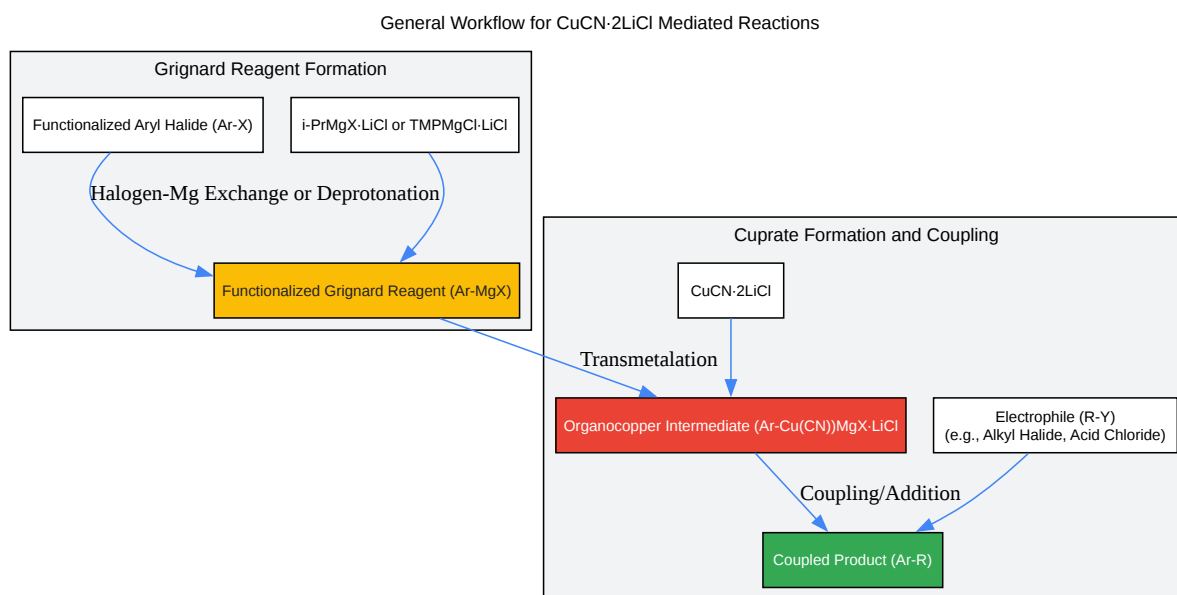 General Workflow for CuCN·2LiCl Mediated Reactions
Grignard Reagent Formation
Functionalized Aryl Halide (Ar-X)
i-PrMgX·LiCl or TMPMgCl·LiCl
Halogen-Mg Exchange or Deprotonation
Functionalized Grignard Reagent (Ar-MgX)
Cuprate Formation and Coupling
CuCN·2LiCl
Transmetalation
Organocopper Intermediate (Ar-Cu(CN))MgX·LiCl
Electrophile (R-Y)
(e.g., Alkyl Halide, Acid Chloride)
Coupling/Addition
Coupled Product (Ar-R)